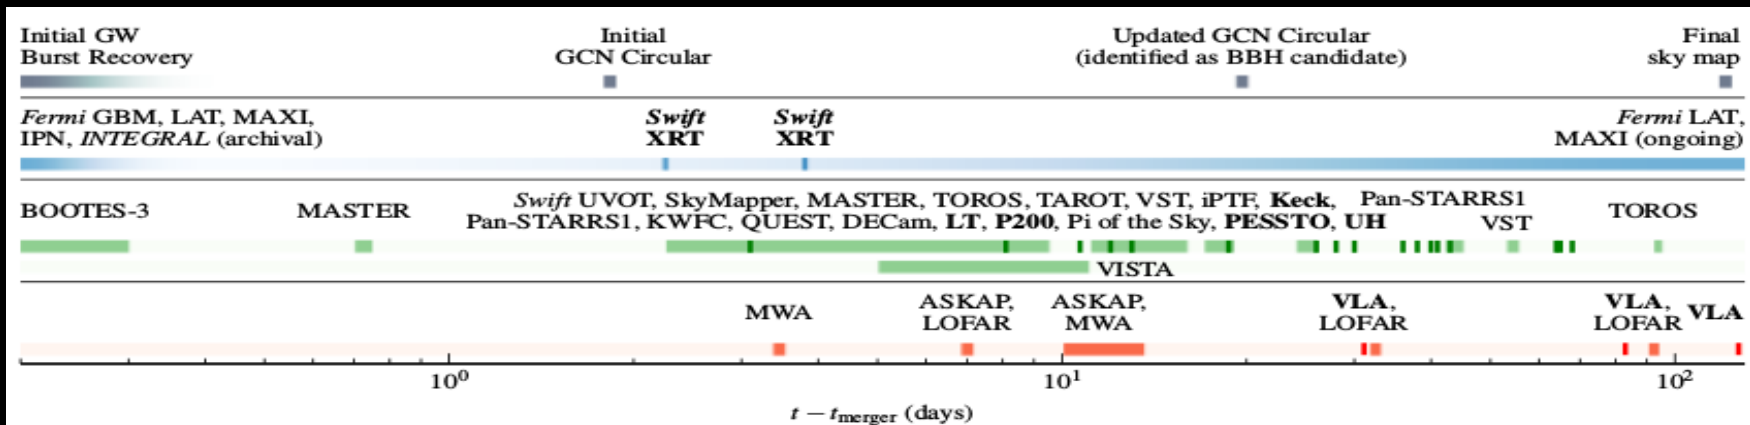 Initial GW
Burst Recovery
Initial
GCN Circular
Updated GCN Circular
(identified as BBH candidate)
Final
sky map
Fermi GBM, LAT, MAXI,
IPN, INTEGRAL (archival)
Swift
XRT
Swift
XRT
Fermi LAT,
MAXI (ongoing)
BOOTES-3
MASTER
Swift UVOT, SkyMapper, MASTER, TOROS, TAROT, VST, iPTF, Keck,
Pan-STARRS1, KWFC, QUEST, DECam, LT, P200, Pi of the Sky, PESSTO, UH
Pan-STARRS1
VST
TOROS
VISTA
MWA
ASKAP,
LOFAR
ASKAP,
MWA
VLA,
LOFAR
VLA,
LOFAR
VLA
10⁰
10¹
10²
t − tmerger (days)